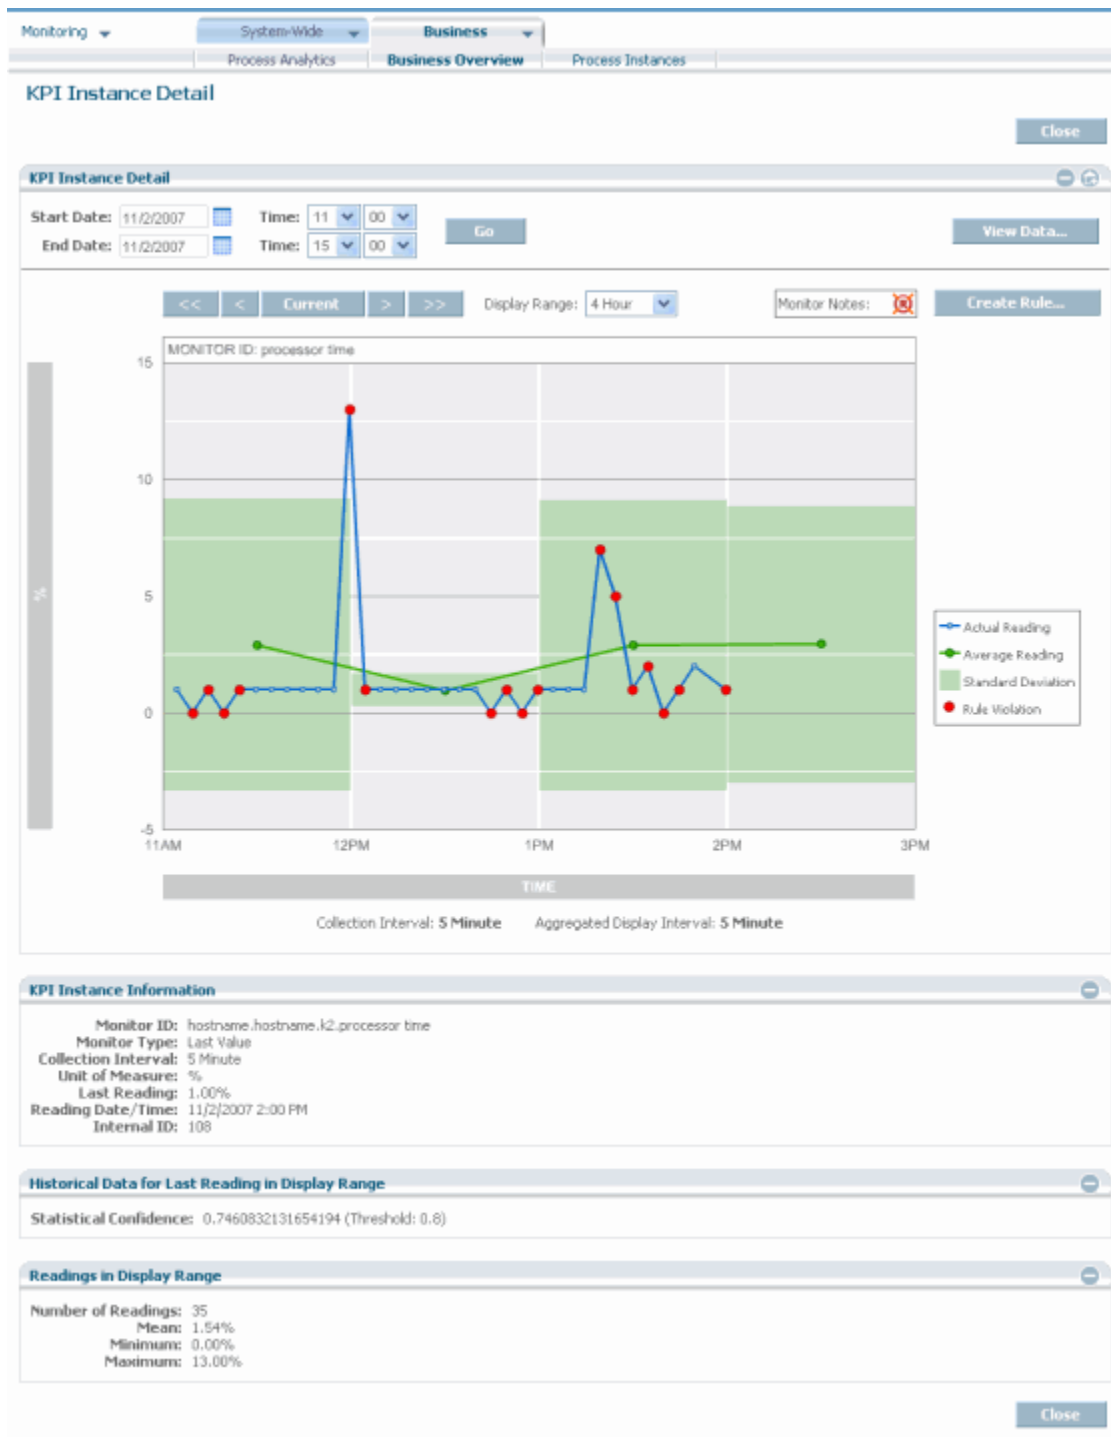 Monitoring System-Wide Business
Process Analytics Business Overview Process Instances
KPI Instance Detail
Close
KPI Instance Detail
Start Date: 11/2/2007 Time: 11 00
End Date: 11/2/2007 Time: 15 00
Go
View Data...
<< < Current > >> Display Range: 4 Hour Monitor Notes: Create Rule...
MONITOR ID: processor time
15
10
5
0
-5
%
Actual Reading
Average Reading
Standard Deviation
Rule Violation
11AM 12PM 1PM 2PM 3PM
TIME
Collection Interval: 5 Minute Aggregated Display Interval: 5 Minute
KPI Instance Information
Monitor ID: hostname.hostname.k2.processor time
Monitor Type: Last Value
Collection Interval: 5 Minute
Unit of Measure: %
Last Reading: 1.00%
Reading Date/Time: 11/2/2007 2:00 PM
Internal ID: 108
Historical Data for Last Reading in Display Range
Statistical Confidence: 0.7460832131654194 (Threshold: 0.8)
Readings in Display Range
Number of Readings: 35
Mean: 1.54%
Minimum: 0.00%
Maximum: 13.00%
Close